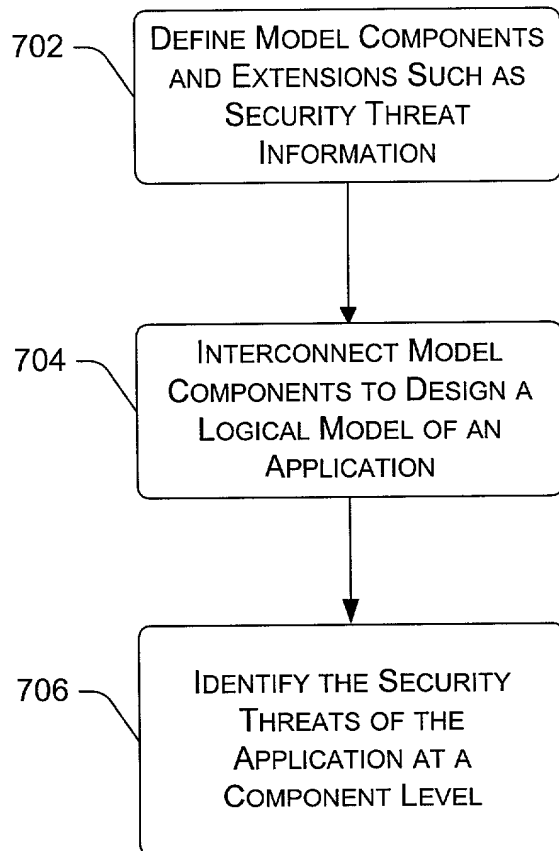 702
DEFINE MODEL COMPONENTS
AND EXTENSIONS SUCH AS
SECURITY THREAT
INFORMATION
704
INTERCONNECT MODEL
COMPONENTS TO DESIGN A
LOGICAL MODEL OF AN
APPLICATION
706
IDENTIFY THE SECURITY
THREATS OF THE
APPLICATION AT A
COMPONENT LEVEL